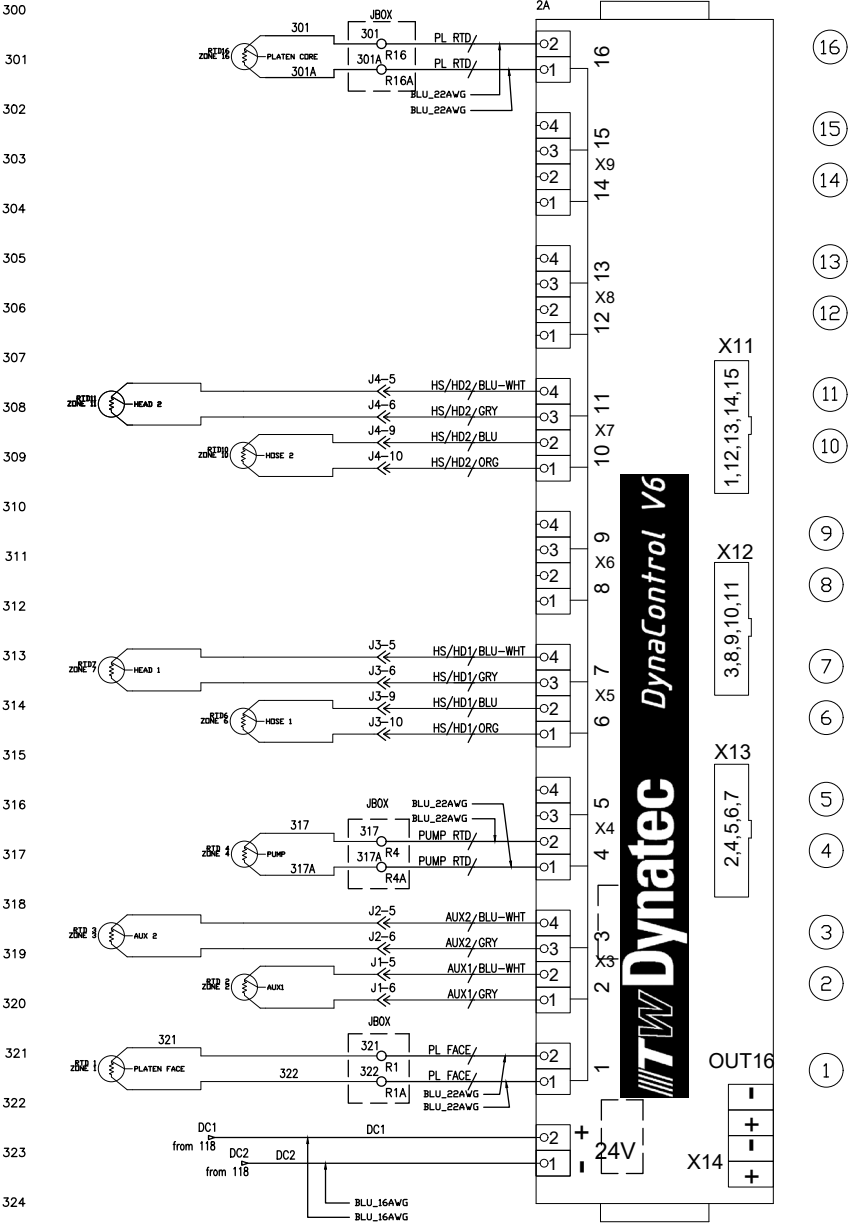 300
2A
JBOX
301
301
PL RTD
2
16
RTD16
ZONE 16
PLATEN CORE
16
301
301A
301A
R16
PL RTD
1
R16A
BLU_22AWG
302
BLU_22AWG
4
15
15
303
3
X9
2
14
14
304
1
305
4
13
13
3
X8
306
2
12
12
1
307
X11
J4-5
HS/HD2/BLU-WHT
4
11
11
RTD11
ZONE 11
HEAD 2
308
J4-6
HS/HD2/GRY
3
X7
1,12,13,14,15
J4-9
HS/HD2/BLU
2
10
10
RTD10
ZONE 10
HOSE 2
309
J4-10
HS/HD2/ORG
1
310
4
9
9
311
3
X6
X12
2
8
8
312
1
3,8,9,10,11
313
J3-5
HS/HD1/BLU-WHT
4
7
7
RTD7
ZONE 7
HEAD 1
J3-6
HS/HD1/GRY
3
X5
314
J3-9
HS/HD1/BLU
2
6
6
RTD6
ZONE 6
HOSE 1
J3-10
HS/HD1/ORG
1
315
X13
4
5
5
316
JBOX
BLU_22AWG
3
X4
BLU_22AWG
2,4,5,6,7
317
317
PUMP RTD
2
4
4
RTD 4
ZONE 4
PUMP
317
317A
317A
R4
PUMP RTD
1
R4A
318
J2-5
AUX2/BLU-WHT
4
3
3
RTD 3
ZONE 3
AUX 2
319
J2-6
AUX2/GRY
3
X3
J1-5
AUX1/BLU-WHT
2
2
2
RTD 2
ZONE 2
AUX1
320
J1-6
AUX1/GRY
1
ITW Dynatec DynaControl V6
JBOX
321
321
321
PL FACE
2
1
OUT16
1
RTD 1
ZONE 1
PLATEN FACE
322
322
R1
PL FACE
1
R1A
BLU_22AWG
322
BLU_22AWG
-
+
DC1
from 118
DC1
2
+
24V
-
X14
323
DC2
from 118
DC2
1
-
+
324
BLU_16AWG
BLU_16AWG